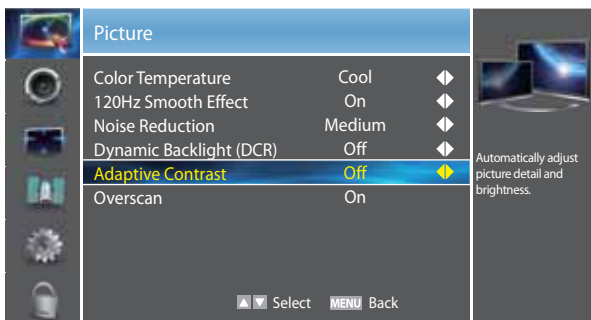 Picture
Color Temperature Cool
120Hz Smooth Effect On
Noise Reduction Medium
Dynamic Backlight (DCR) Off
Adaptive Contrast Off
Overscan On
Automatically adjust
picture detail and
brightness.
Select MENU Back